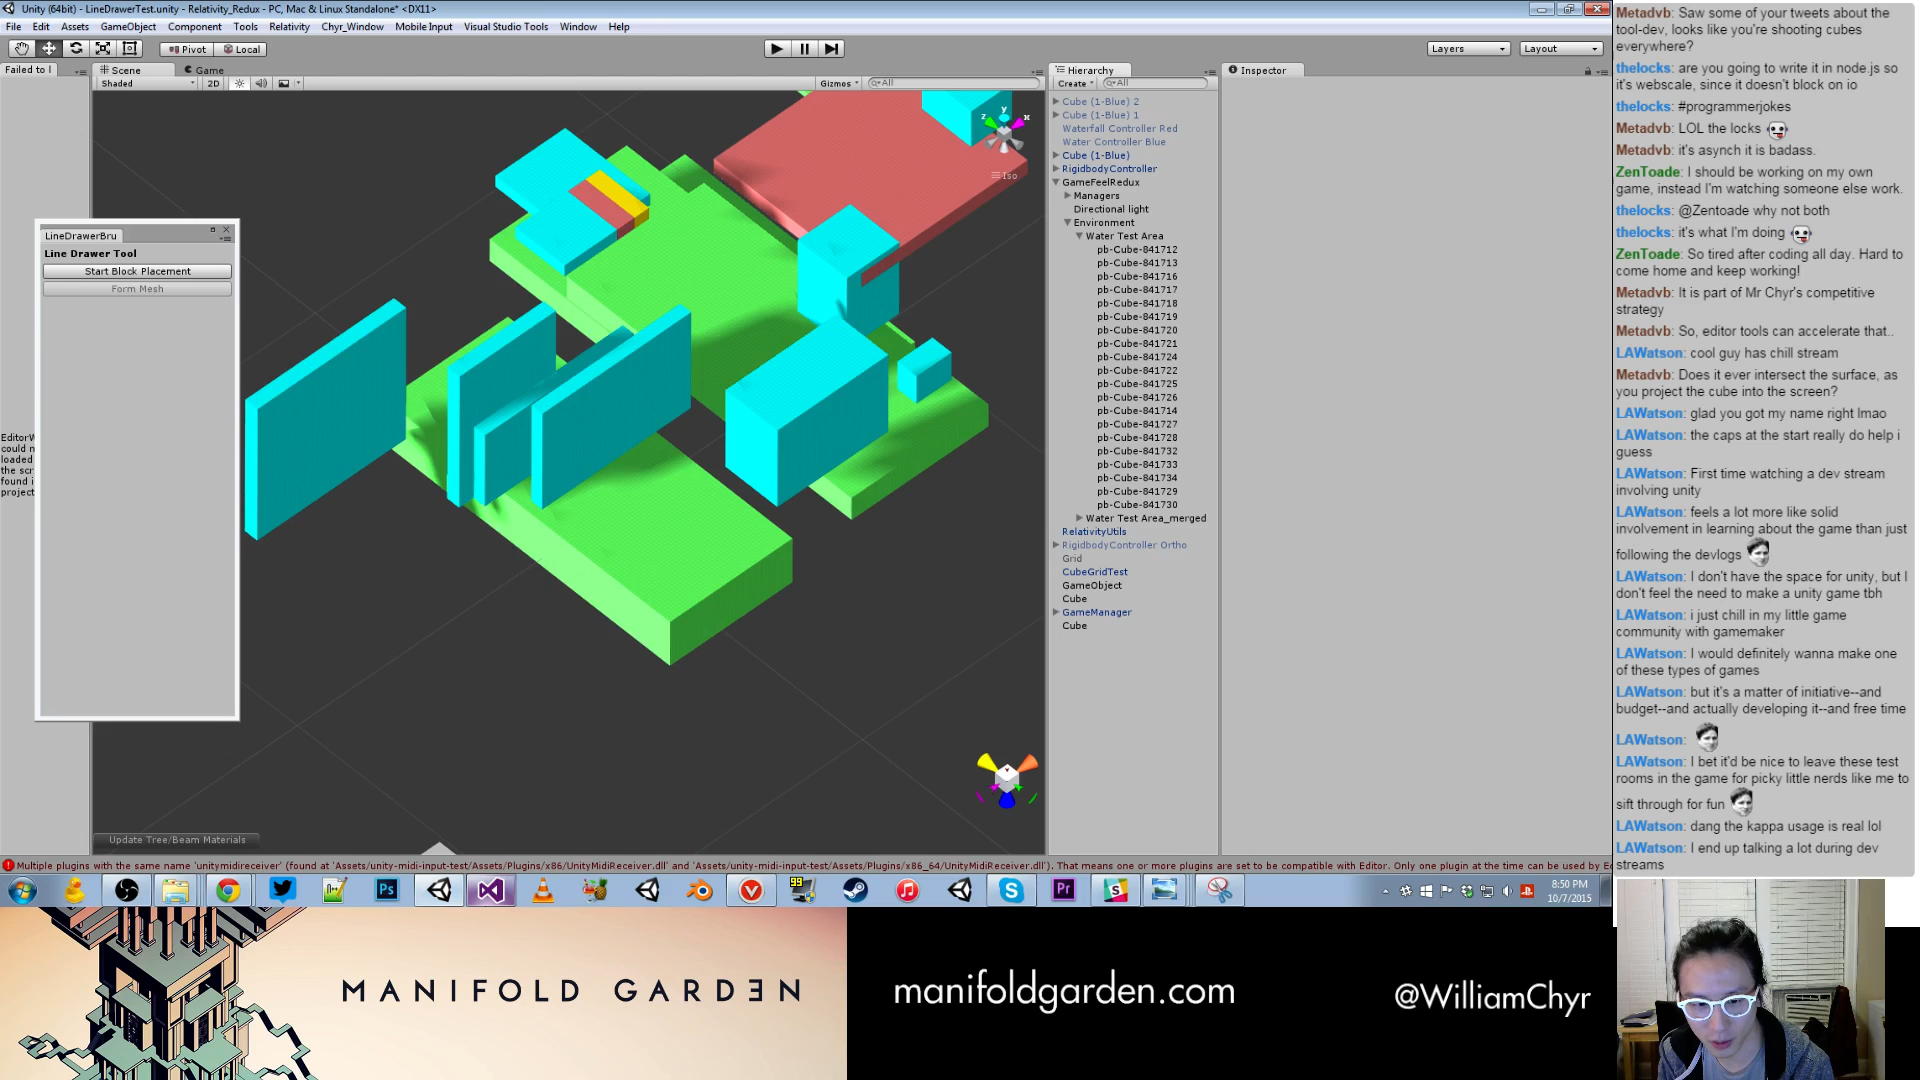 Unity (64bit) - LineDrawerTest.unity - Relativity_Redux - PC, Mac & Linux Standalone* <DX11>
File Edit Assets GameObject Component Tools Relativity Chyr_Window Mobile Input Visual Studio Tools Window Help
Pivot Local Layers Layout
Failed to l Scene Game
Shaded 2D Gizmos All
Hierarchy
Create All
Inspector
Cube (1-Blue) 2
Cube (1-Blue) 1
Waterfall Controller Red
Water Controller Blue
Cube (1-Blue)
RigidbodyController
GameFeelRedux
Managers
Directional light
Environment
Water Test Area
pb-Cube-841712
pb-Cube-841713
pb-Cube-841716
pb-Cube-841717
pb-Cube-841718
pb-Cube-841719
pb-Cube-841720
pb-Cube-841721
pb-Cube-841724
pb-Cube-841722
pb-Cube-841725
pb-Cube-841726
pb-Cube-841714
pb-Cube-841727
pb-Cube-841728
pb-Cube-841732
pb-Cube-841733
pb-Cube-841734
pb-Cube-841729
pb-Cube-841730
Water Test Area_merged
RelativityUtils
RigidbodyController Ortho
Grid
CubeGridTest
GameObject
Cube
GameManager
Cube
y
z x
Iso
LineDrawerBru
Line Drawer Tool
Start Block Placement
Form Mesh
EditorW
could n
loaded
the scr
found i
project
Update Tree/Beam Materials
Multiple plugins with the same name 'unitymidireceiver' (found at 'Assets/unity-midi-input-test/Assets/Plugins/x86/UnityMidiReceiver.dll' and 'Assets/unity-midi-input-test/Assets/Plugins/x86_64/UnityMidiReceiver.dll'). That means one or more plugins are set to be compatible with Editor. Only one plugin at the time can be used by E
99
8:50 PM
10/7/2015
Metadvb: Saw some of your tweets about the
tool-dev, looks like you're shooting cubes
everywhere?
thelocks: are you going to write it in node.js so
it's webscale, since it doesn't block on io
thelocks: #programmerjokes
Metadvb: LOL the locks
Metadvb: it's asynch it is badass.
ZenToade: I should be working on my own
game, instead I'm watching someone else work.
thelocks: @Zentoade why not both
thelocks: it's what I'm doing
ZenToade: So tired after coding all day. Hard to
come home and keep working!
Metadvb: It is part of Mr Chyr's competitive
strategy
Metadvb: So, editor tools can accelerate that..
LAWatson: cool guy has chill stream
Metadvb: Does it ever intersect the surface, as
you project the cube into the screen?
LAWatson: glad you got my name right lmao
LAWatson: the caps at the start really do help i
guess
LAWatson: First time watching a dev stream
involving unity
LAWatson: feels a lot more like solid
involvement in learning about the game than just
following the devlogs
LAWatson: I don't have the space for unity, but I
don't feel the need to make a unity game tbh
LAWatson: i just chill in my little game
community with gamemaker
LAWatson: I would definitely wanna make one
of these types of games
LAWatson: but it's a matter of initiative--and
budget--and actually developing it--and free time
LAWatson:
LAWatson: I bet it'd be nice to leave these test
rooms in the game for picky little nerds like me to
sift through for fun
LAWatson: dang the kappa usage is real lol
LAWatson: I end up talking a lot during dev
streams
MANIFOLD GARDƎN
manifoldgarden.com
@WilliamChyr